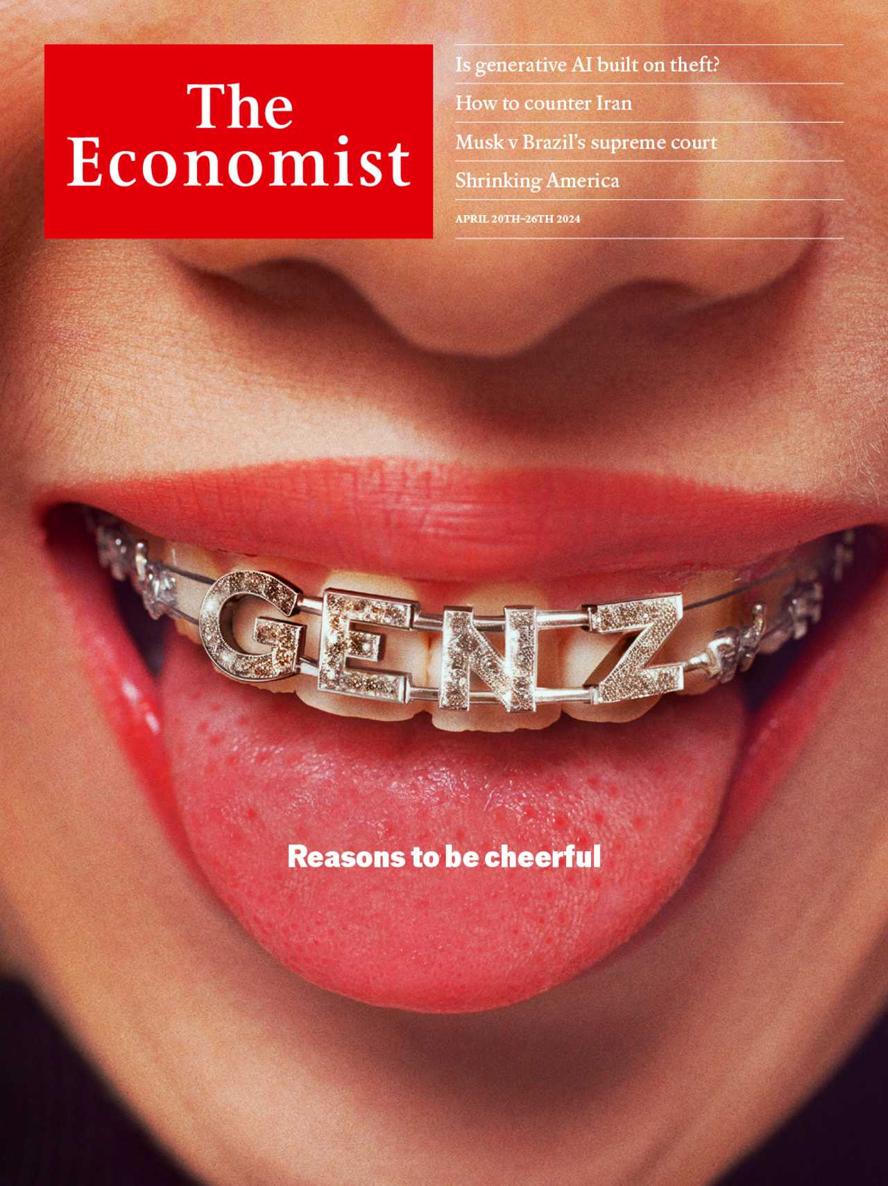 The
Economist
Is generative AI built on theft?
How to counter Iran
Musk v Brazil’s supreme court
Shrinking America
APRIL 20TH–26TH 2024
GEN Z
Reasons to be cheerful